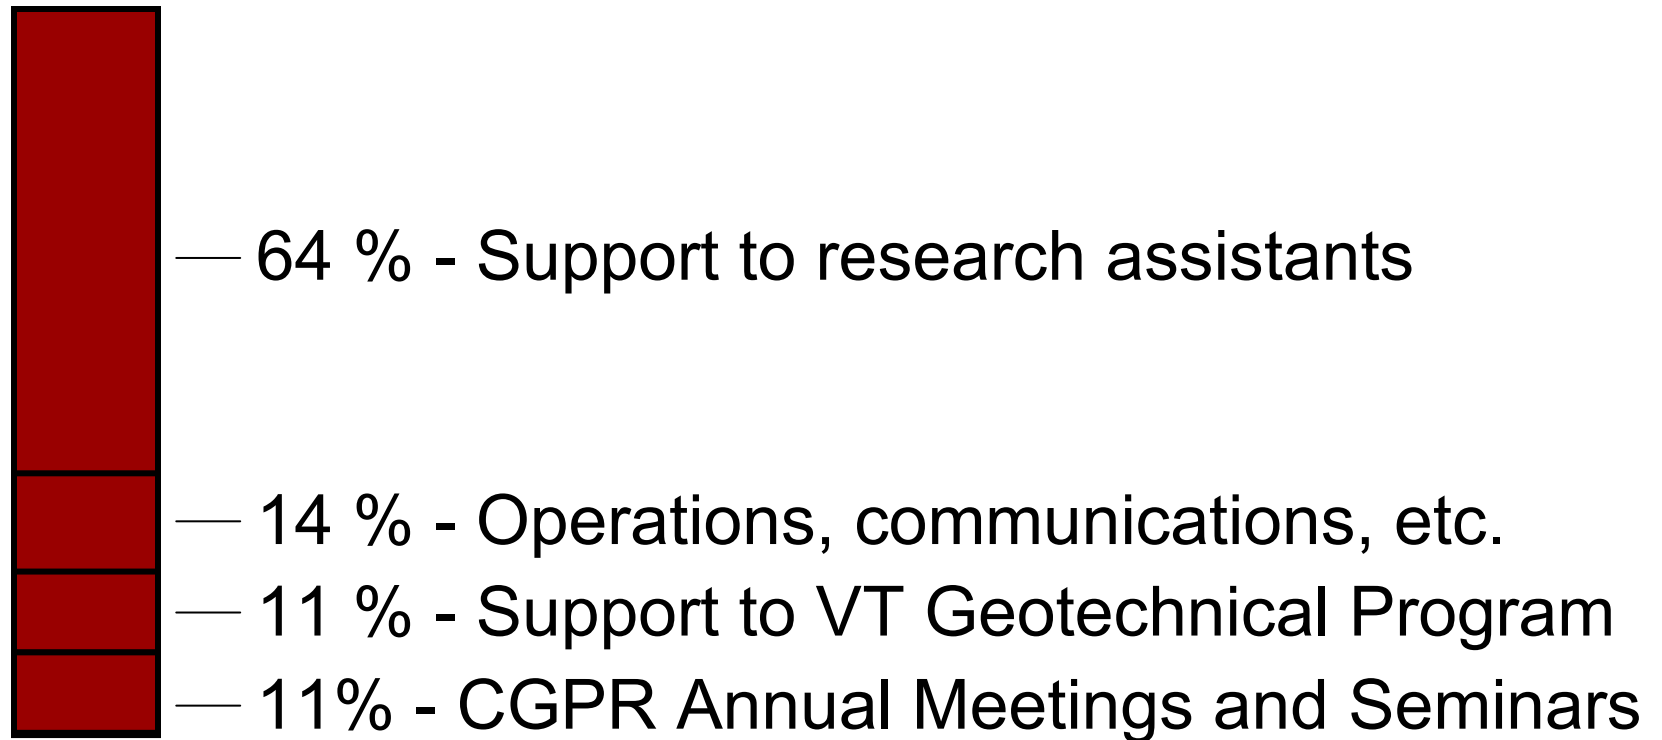 64 % - Support to research assistants
14 % - Operations, communications, etc.
11 % - Support to VT Geotechnical Program
11% - CGPR Annual Meetings and Seminars